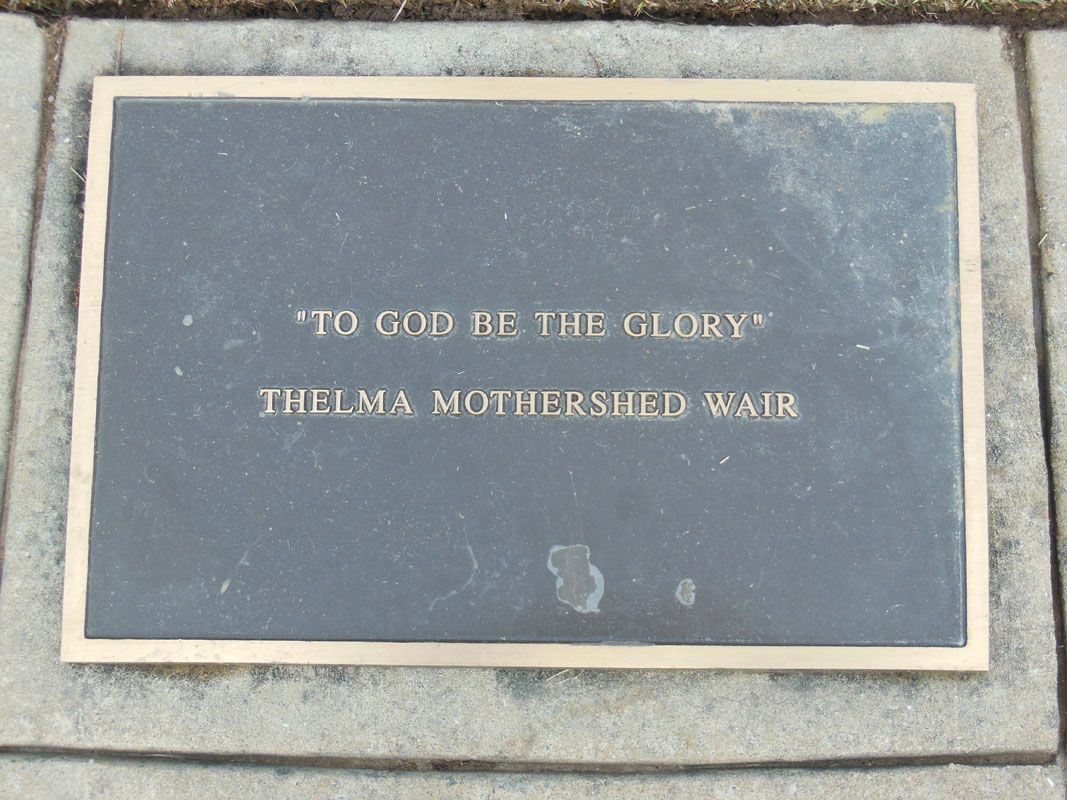 "TO GOD BE THE GLORY"
THELMA MOTHERSHED WAIR